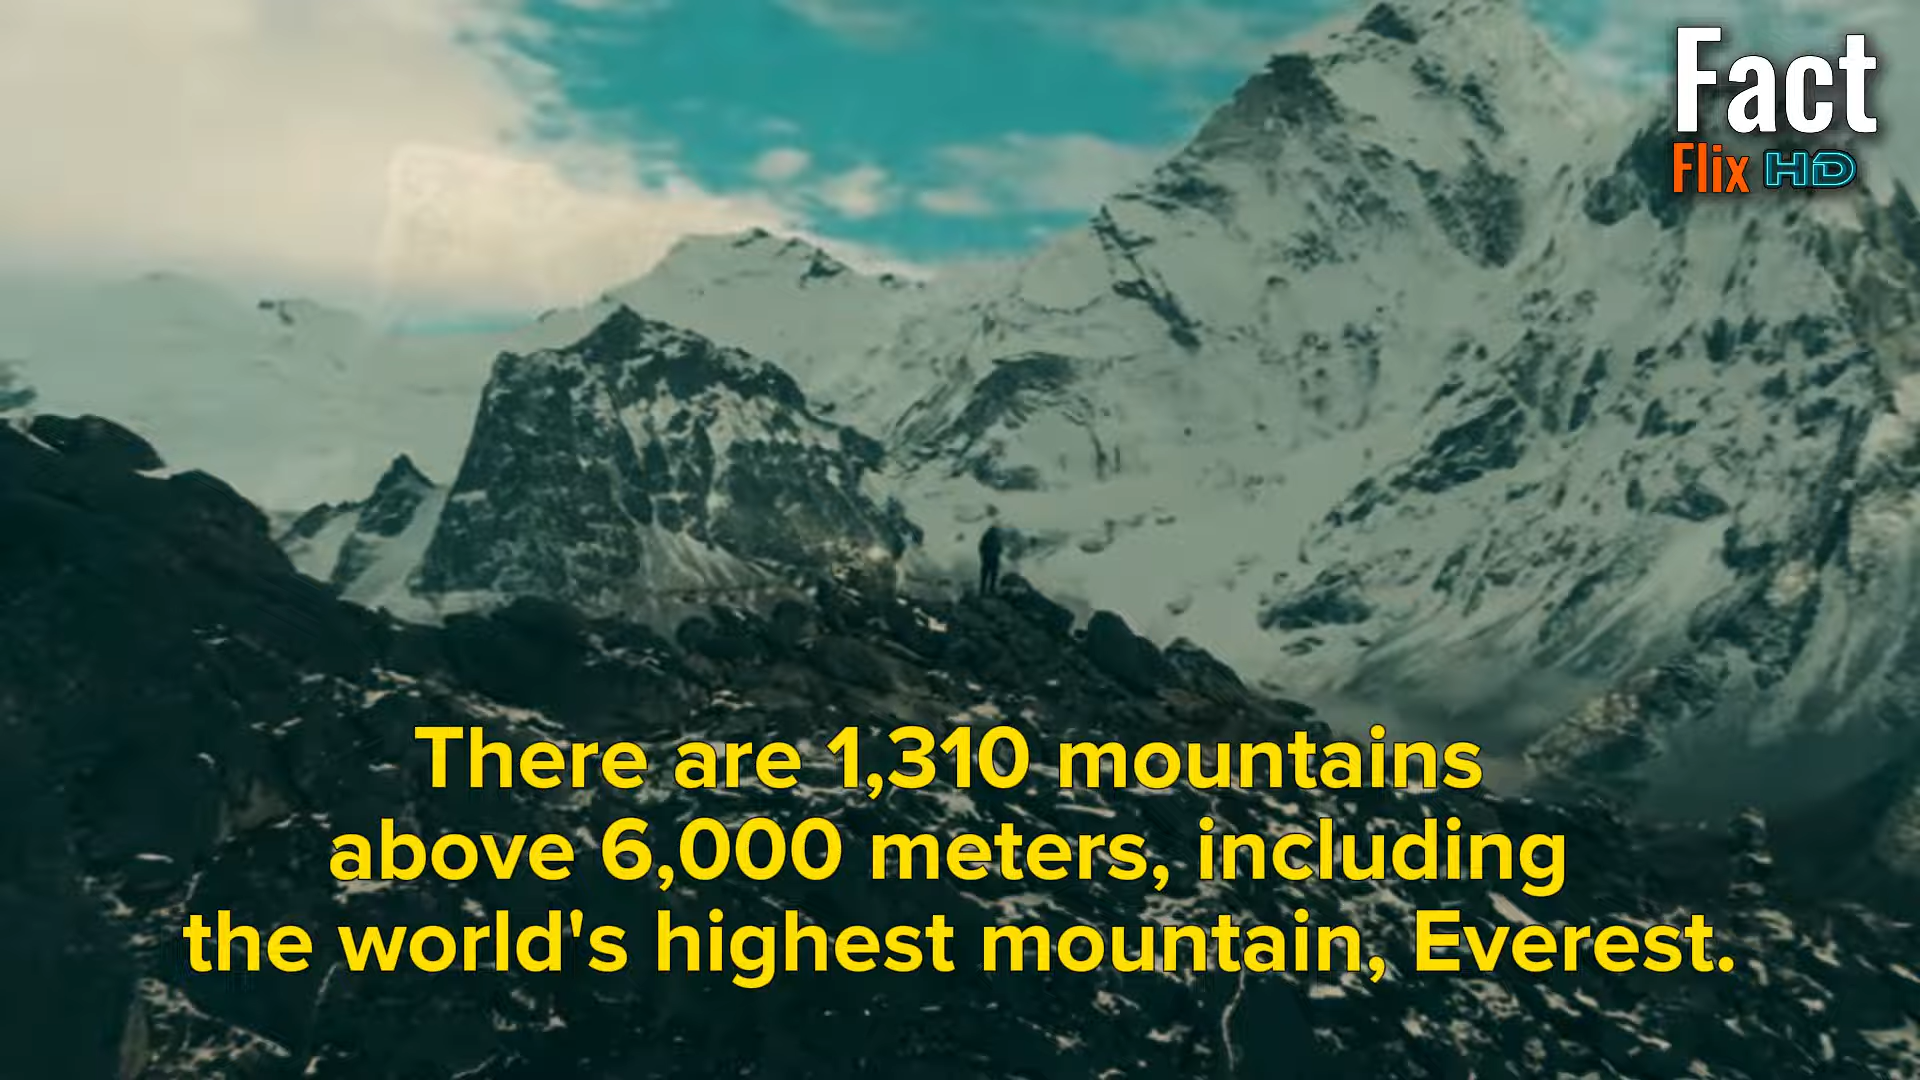 Fact
Flix HD
There are 1,310 mountains
above 6,000 meters, including
the world's highest mountain, Everest.